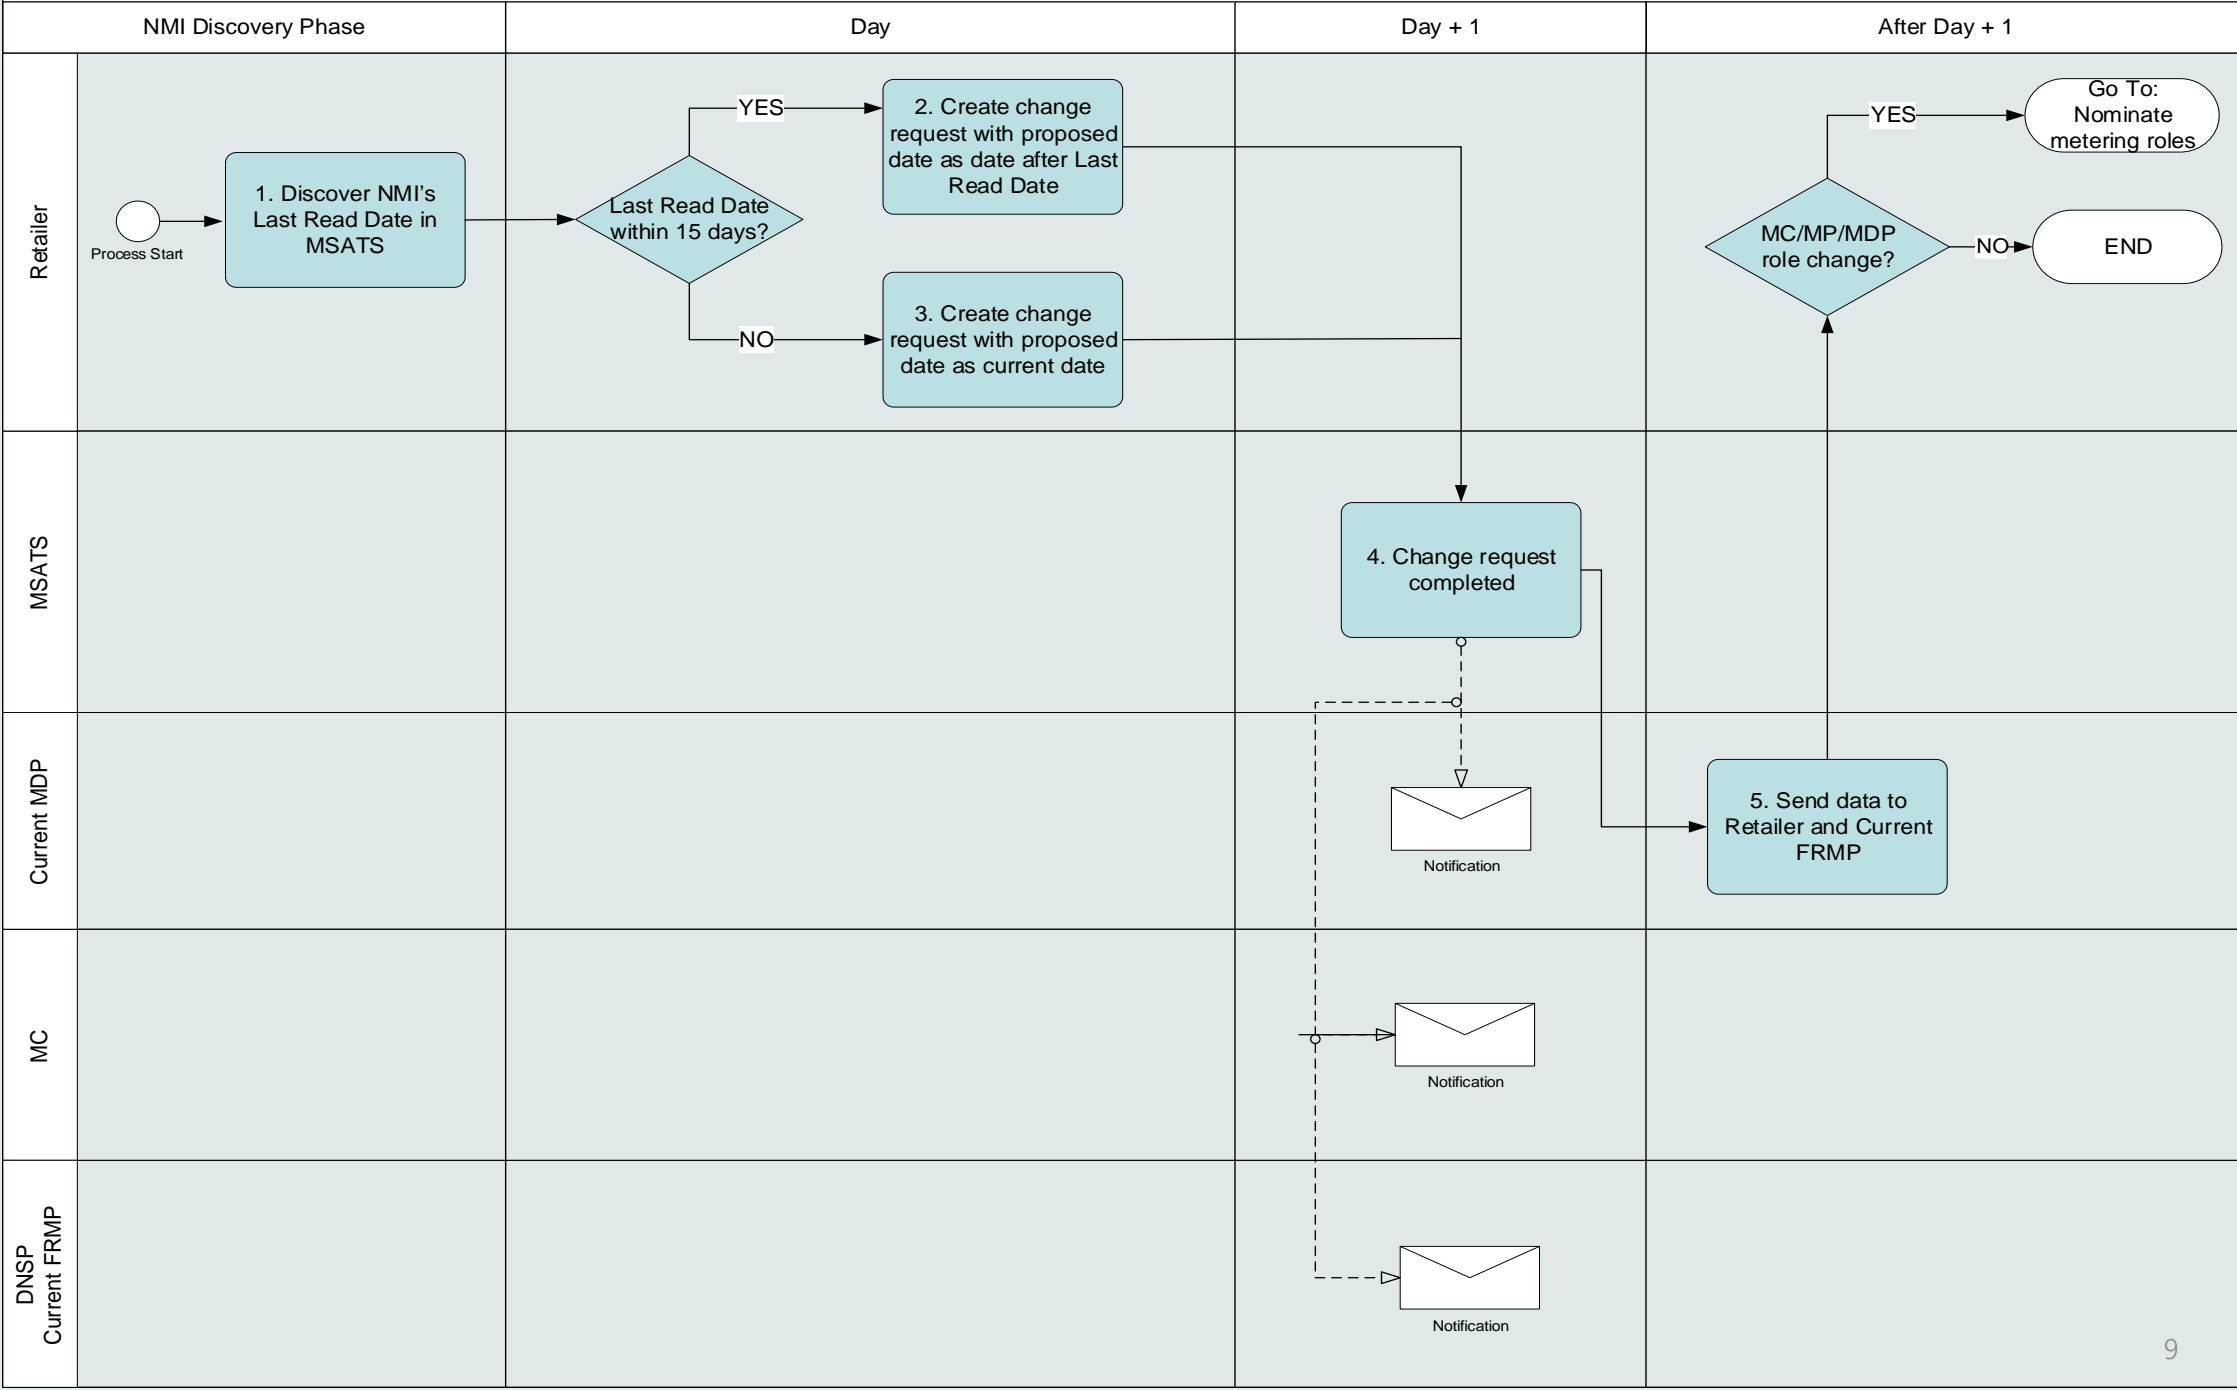 NMI Discovery Phase
Day
Day + 1
After Day + 1
Retailer
Process Start
1. Discover NMI's
Last Read Date in
MSATS
Last Read Date
within 15 days?
YES
2. Create change
request with proposed
date as date after Last
Read Date
NO
3. Create change
request with proposed
date as current date
MC/MP/MDP
role change?
YES
Go To:
Nominate
metering roles
NO
END
MSATS
4. Change request
completed
Current MDP
Notification
5. Send data to
Retailer and Current
FRMP
MC
Notification
DNSP
Current FRMP
Notification
9